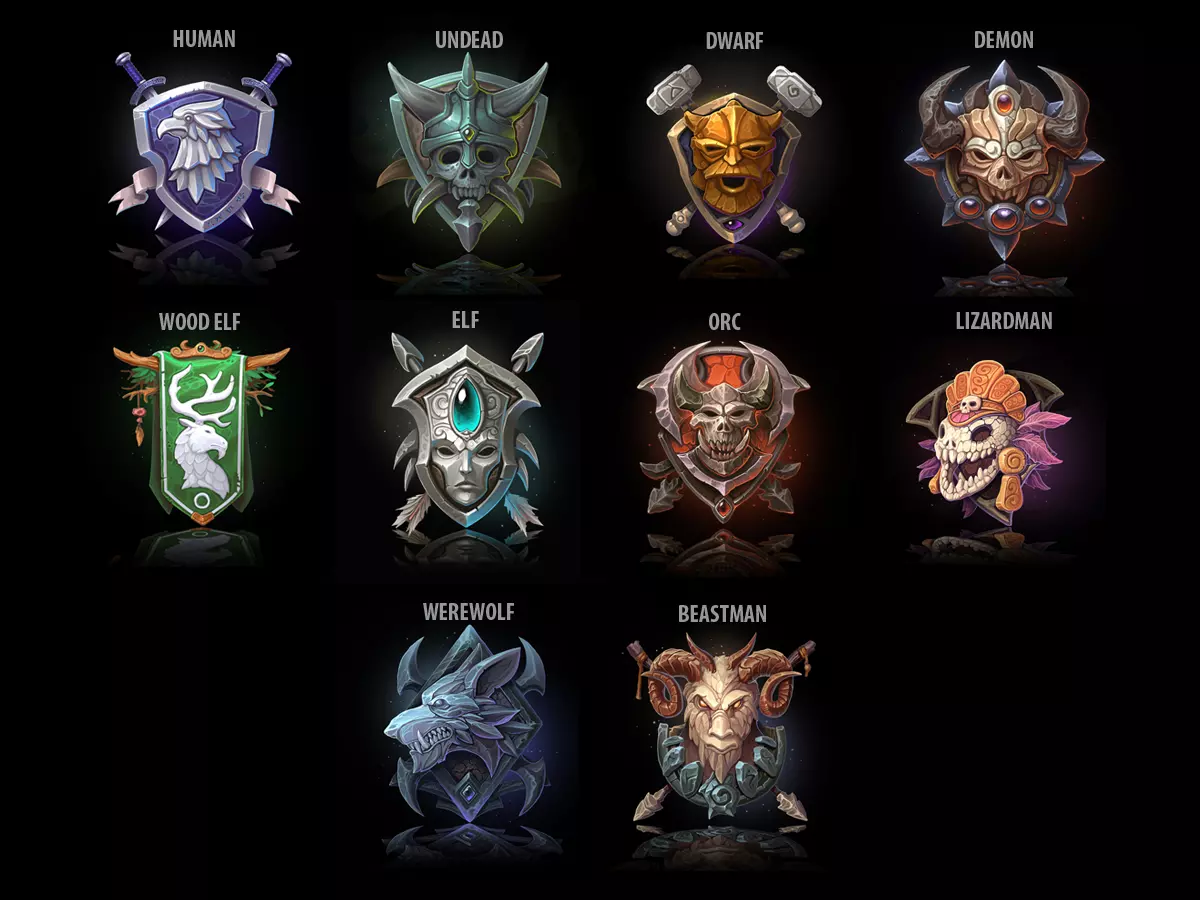 HUMAN
UNDEAD
DWARF
DEMON
WOOD ELF
ELF
ORC
LIZARDMAN
WEREWOLF
BEASTMAN